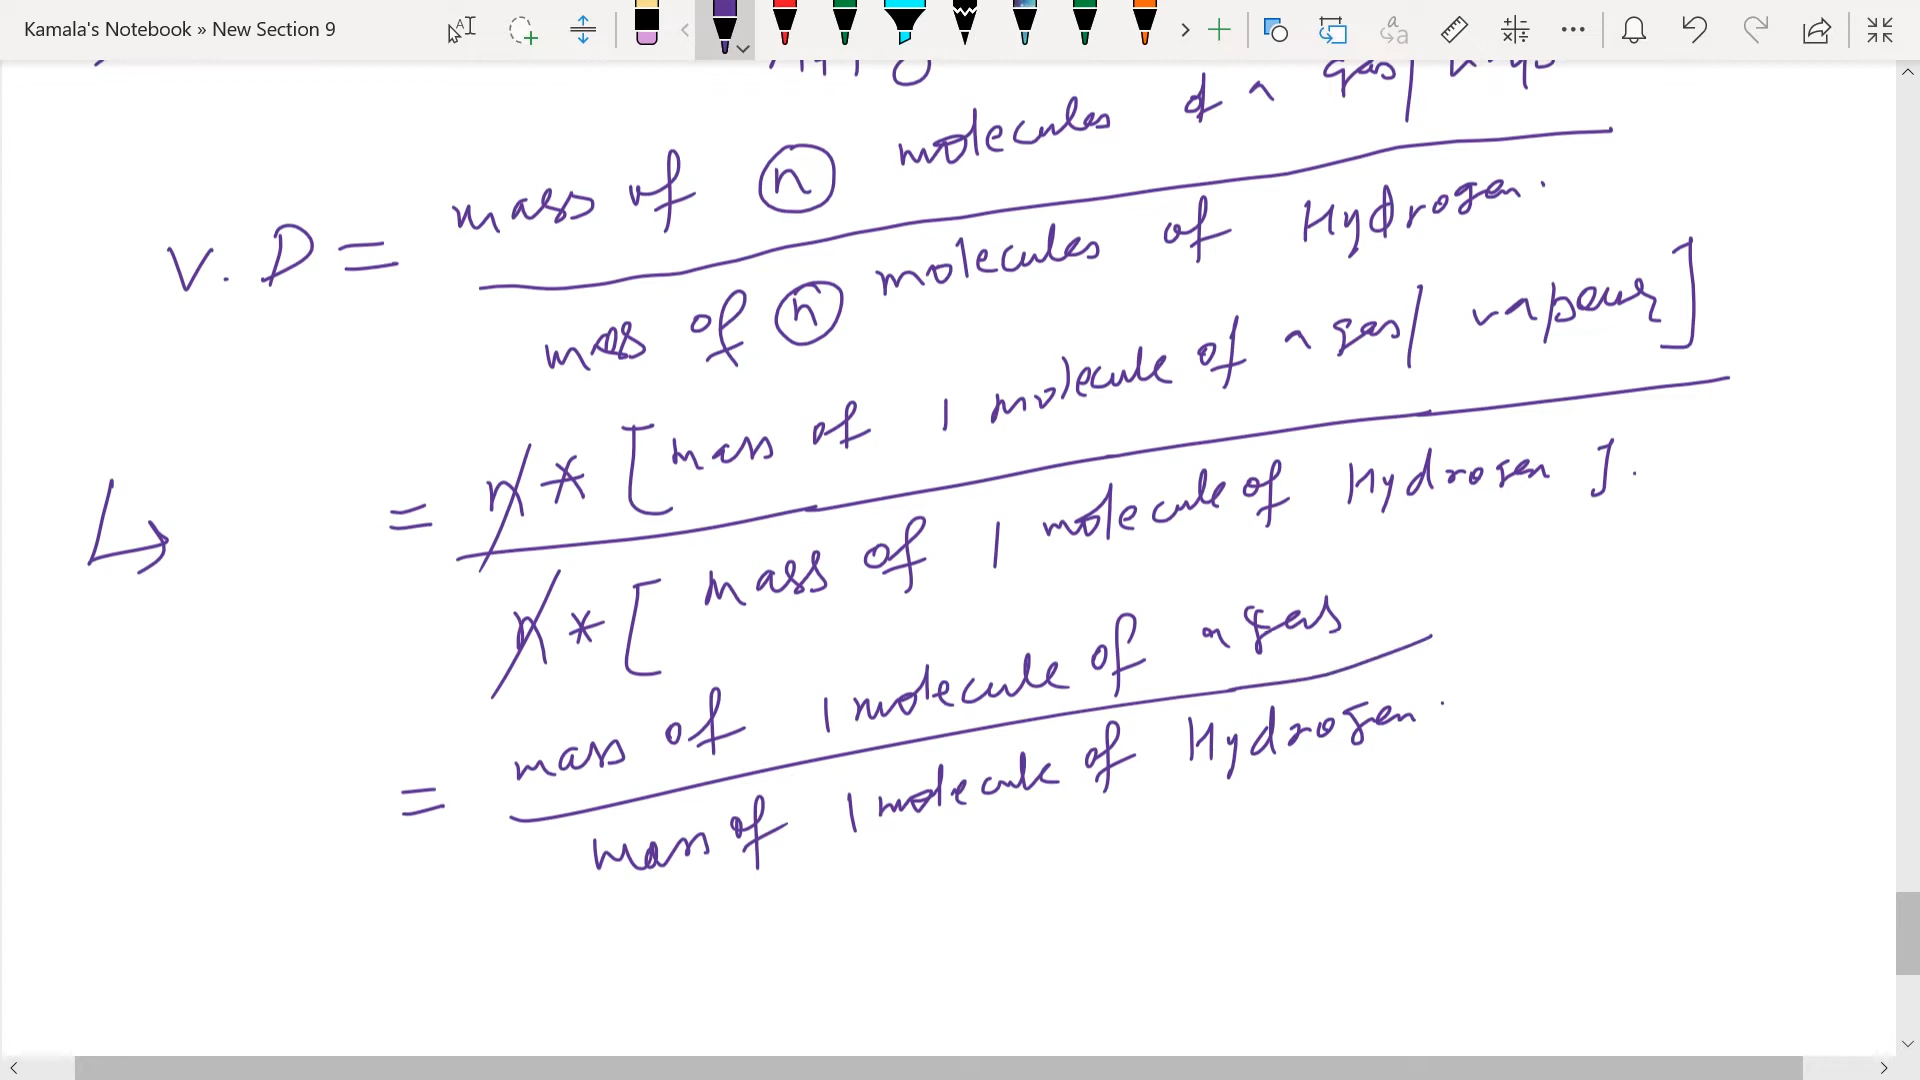 Kamala's Notebook » New Section 9
molecules of a gas/
V.D = mass of n
mass of n molecules of Hydrogen.
= n * [mass of 1 molecule of a gas/ vapour]
n * [mass of 1 molecule of Hydrogen].
= mass of 1 molecule of a gas
mass of 1 molecule of Hydrogen.